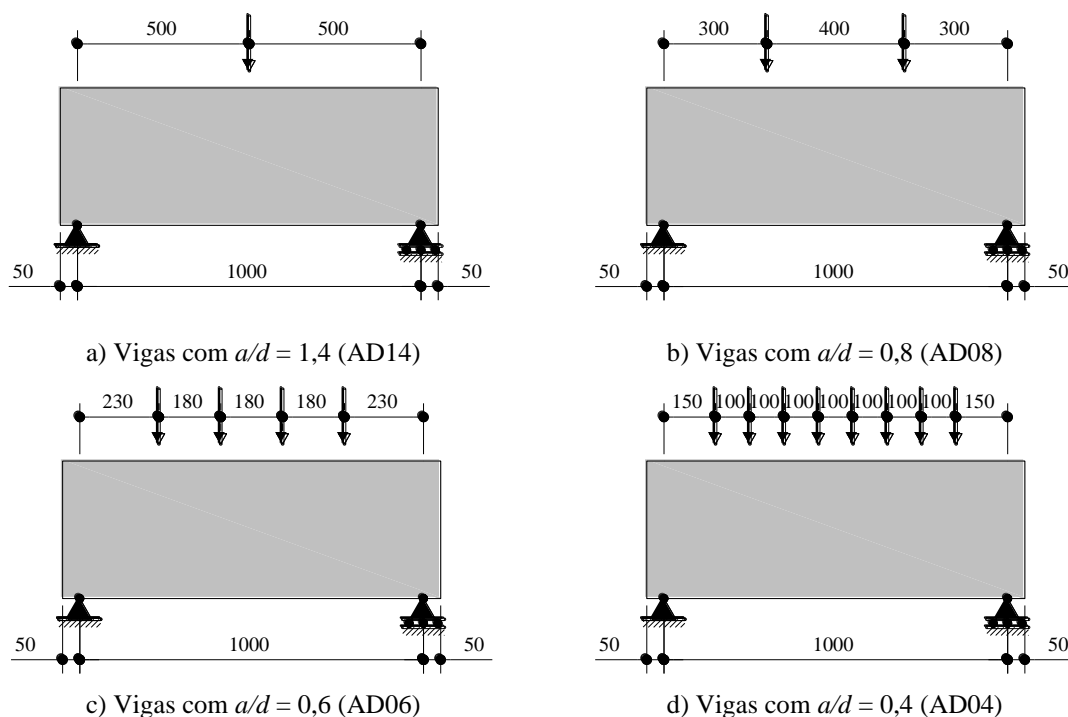 500 500
300 400 300
50 1000 50
50 1000 50
a) Vigas com a/d = 1,4 (AD14)
b) Vigas com a/d = 0,8 (AD08)
230 180 180 180 230
150 100 100 100 100 100 100 100 150
50 1000 50
50 1000 50
c) Vigas com a/d = 0,6 (AD06)
d) Vigas com a/d = 0,4 (AD04)